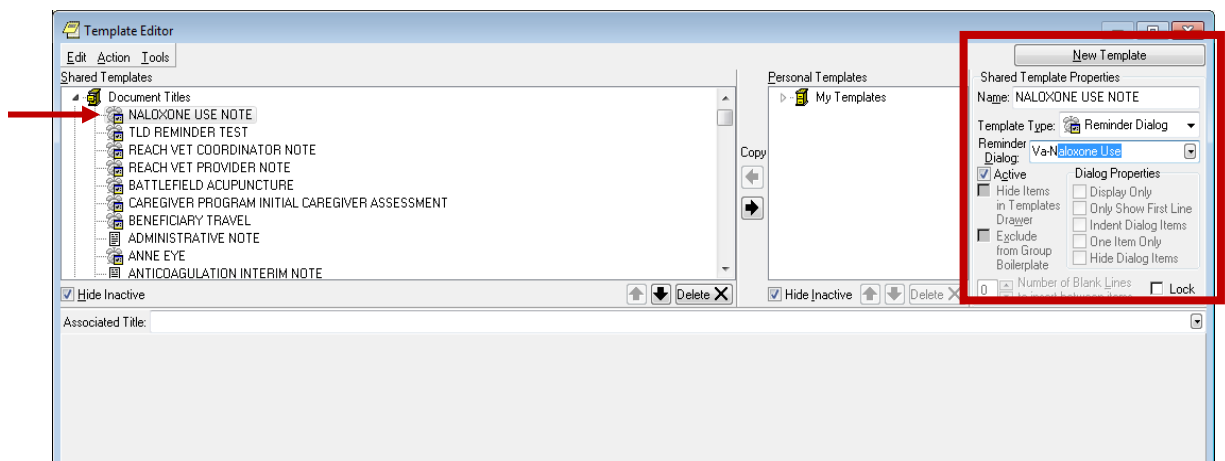 Template Editor
Edit Action Tools
New Template
Shared Templates
Document Titles
NALOXONE USE NOTE
TLD REMINDER TEST
REACH VET COORDINATOR NOTE
REACH VET PROVIDER NOTE
BATTLEFIELD ACUPUNCTURE
CAREGIVER PROGRAM INITIAL CAREGIVER ASSESSMENT
BENEFICIARY TRAVEL
ADMINISTRATIVE NOTE
ANNE EYE
ANTICOAGULATION INTERIM NOTE
Hide Inactive
Delete
Copy
Personal Templates
My Templates
Hide Inactive
Delete
Shared Template Properties
Name: NALOXONE USE NOTE
Template Type: Reminder Dialog
Reminder Dialog: Va-Naloxone Use
Active
Hide Items
in Templates
Drawer
Exclude
from Group
Boilerplate
Dialog Properties
Display Only
Only Show First Line
Indent Dialog Items
One Item Only
Hide Dialog Items
0 Number of Blank Lines
to insert between items
Lock
Associated Title: